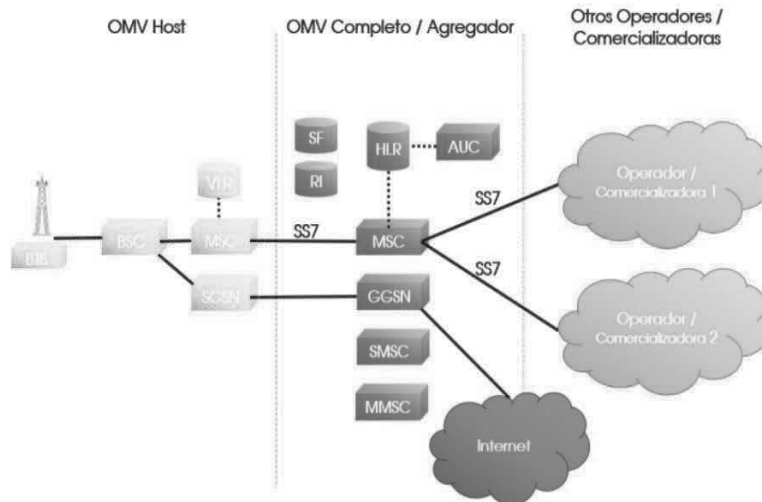 OMV Host
OMV Completo / Agregador
Otros Operadores /
Comercializadoras
SF
HLR
AUC
VLR
RI
Operador /
Comercializadora 1
SS7
BSC
MSC
SS7
MSC
SS7
SGSN
GGSN
Operador /
Comercializadora 2
SMSC
MMSC
Internet